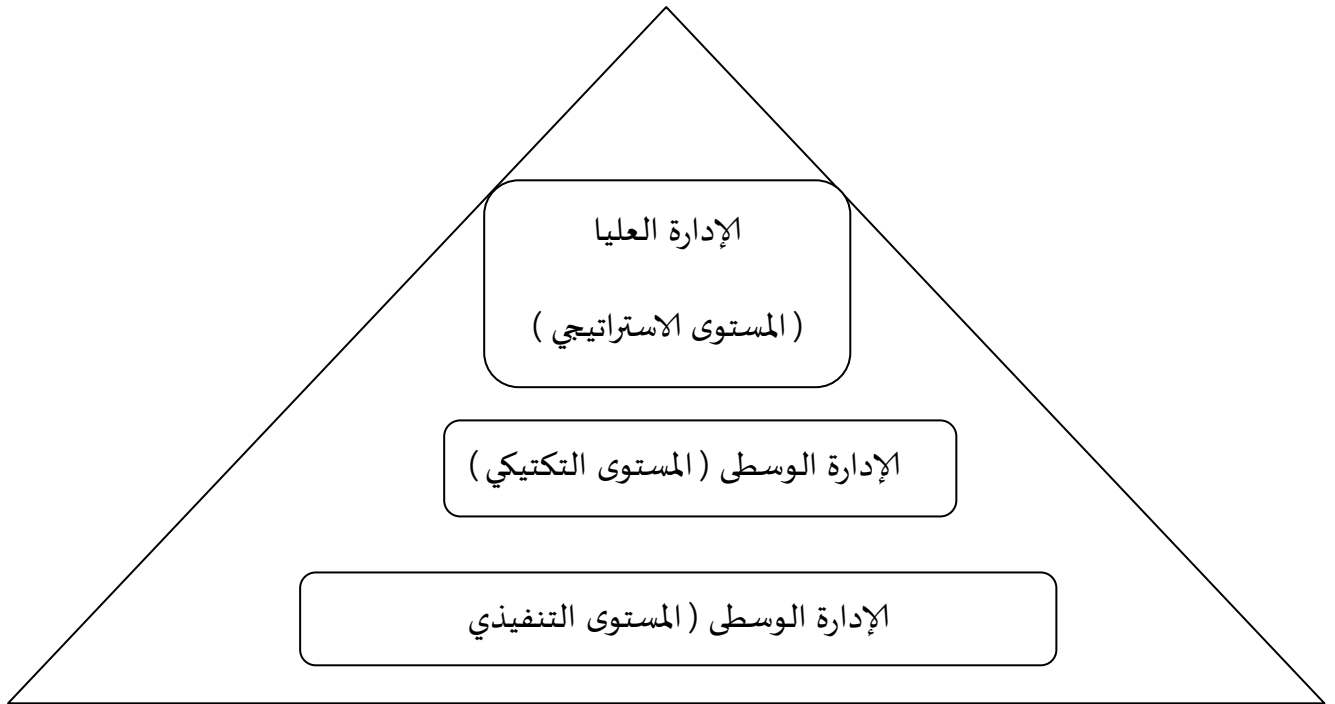 الإدارة العليا
( المستوى الاستراتيجي )
الإدارة الوسطى ( المستوى التكتيكي )
الإدارة الوسطى ( المستوى التنفيذي